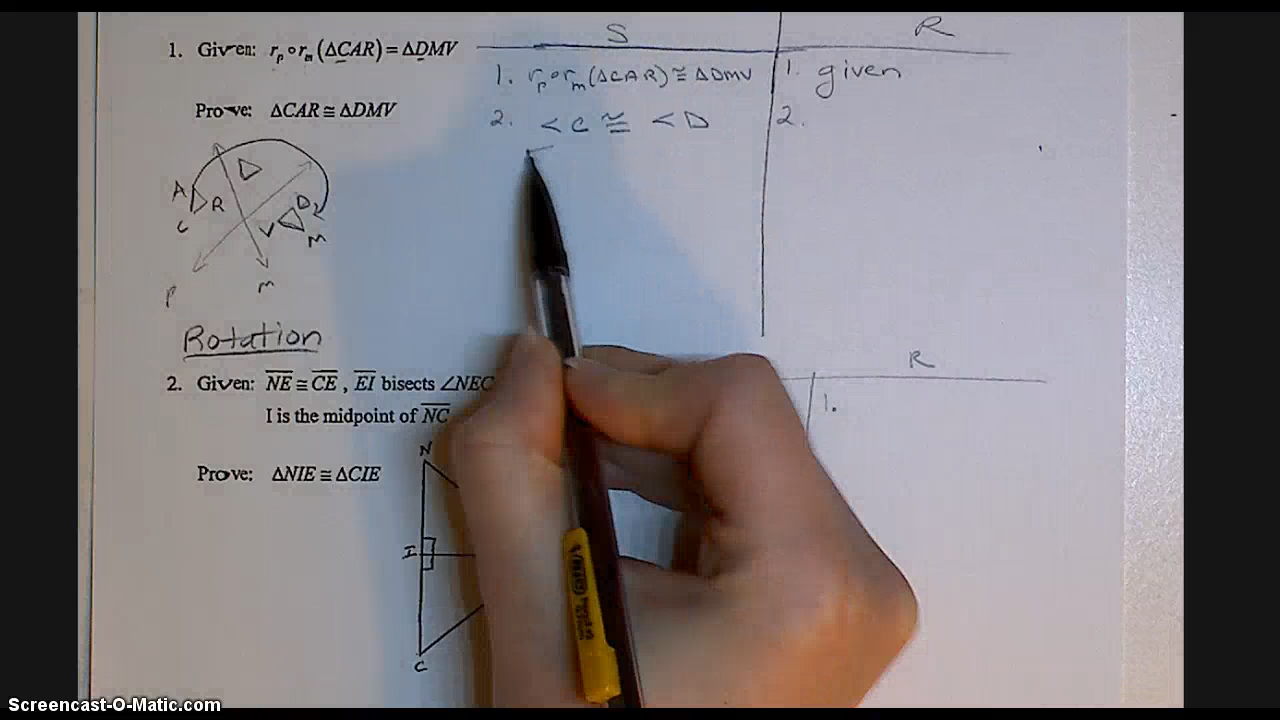 1. Given: rₚ∘rₘ(ΔCAR) = ΔDMV
Prove: ΔCAR ≅ ΔDMV
S
R
1. rₚ∘rₘ(ΔCAR) ≅ ΔDMV
1. given
2. <C ≅ <D
2.
A
C
R
D
V
M
P
m
Rotation
2. Given: NE ≅ CE, EI bisects ∠NEC
I is the midpoint of NC
Prove: ΔNIE ≅ ΔCIE
N
I
C
R
1.
Screencast-O-Matic.com